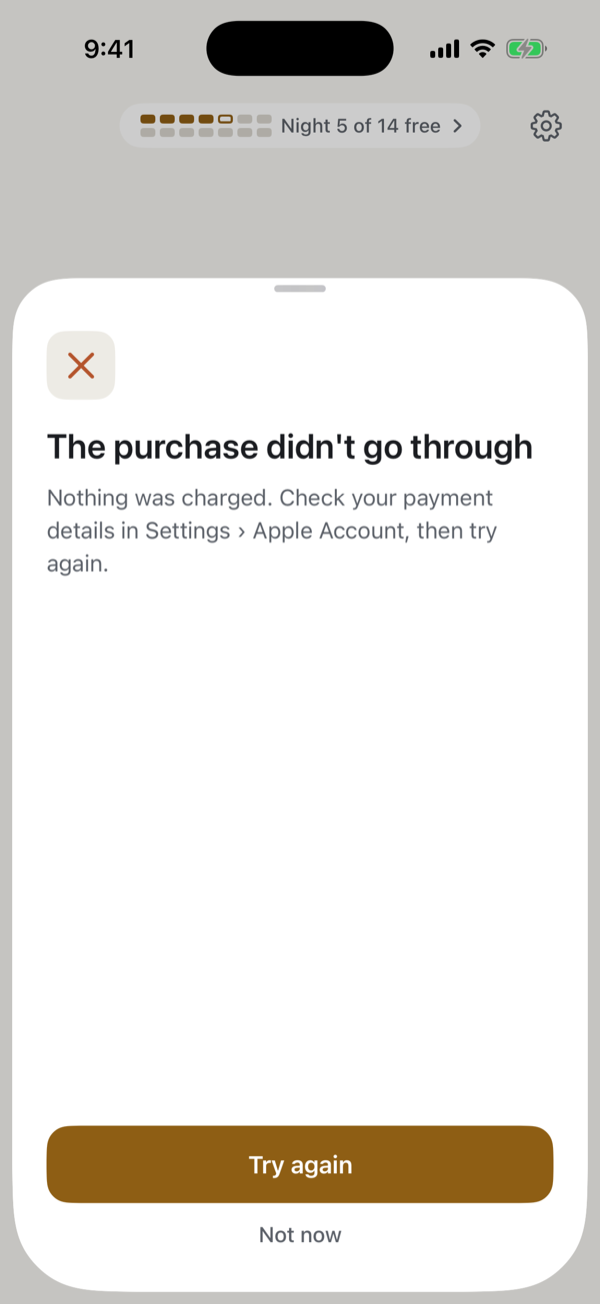 9:41
Night 5 of 14 free
The purchase didn't go through
Nothing was charged. Check your payment
details in Settings › Apple Account, then try
again.
Try again
Not now